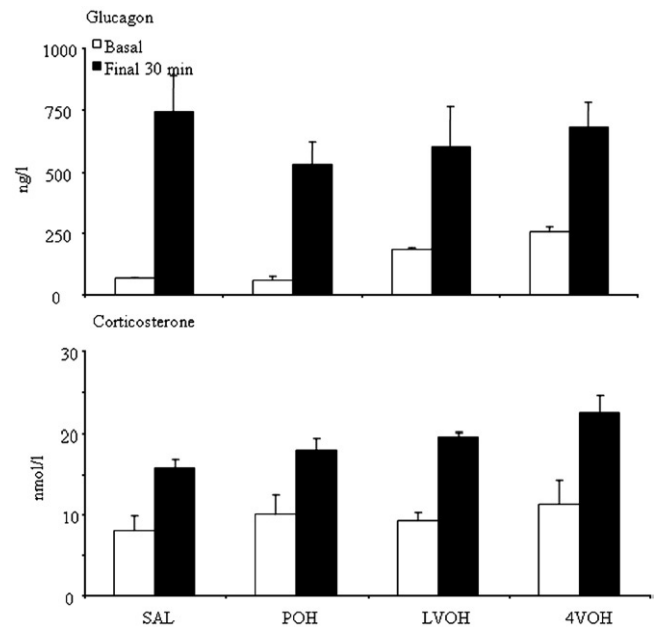 Glucagon
1000
Basal
Final 30 min
750
ng/l
500
250
0
Corticosterone
30
20
nmol/l
10
0
SAL POH LVOH 4VOH